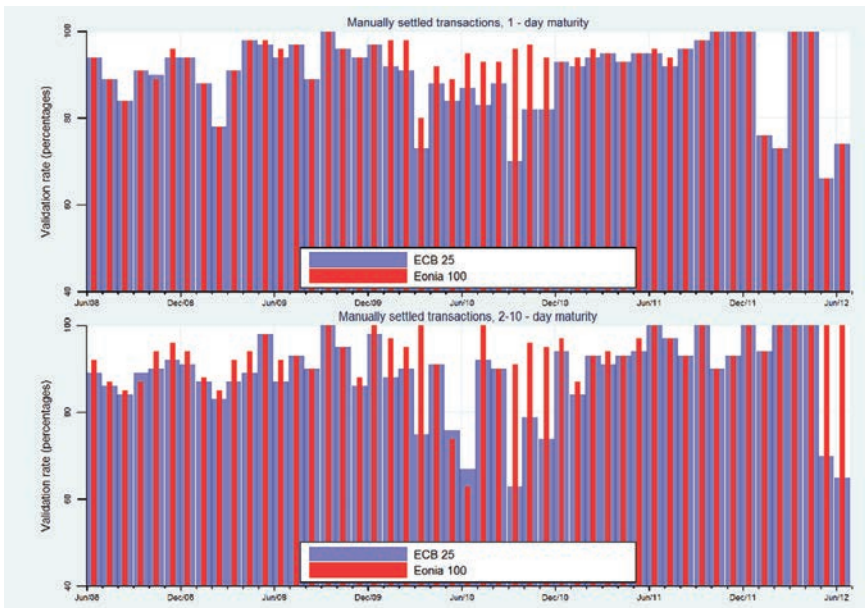 Manually settled transactions, 1 - day maturity
Validation rate (percentages)
100
80
60
40
ECB 25
Eonia 100
Jun/08 Dec/08 Jun/09 Dec/09 Jun/10 Dec/10 Jun/11 Dec/11 Jun/12
Manually settled transactions, 2-10 - day maturity
Validation rate (percentages)
100
80
60
40
ECB 25
Eonia 100
Jun/08 Dec/08 Jun/09 Dec/09 Jun/10 Dec/10 Jun/11 Dec/11 Jun/12